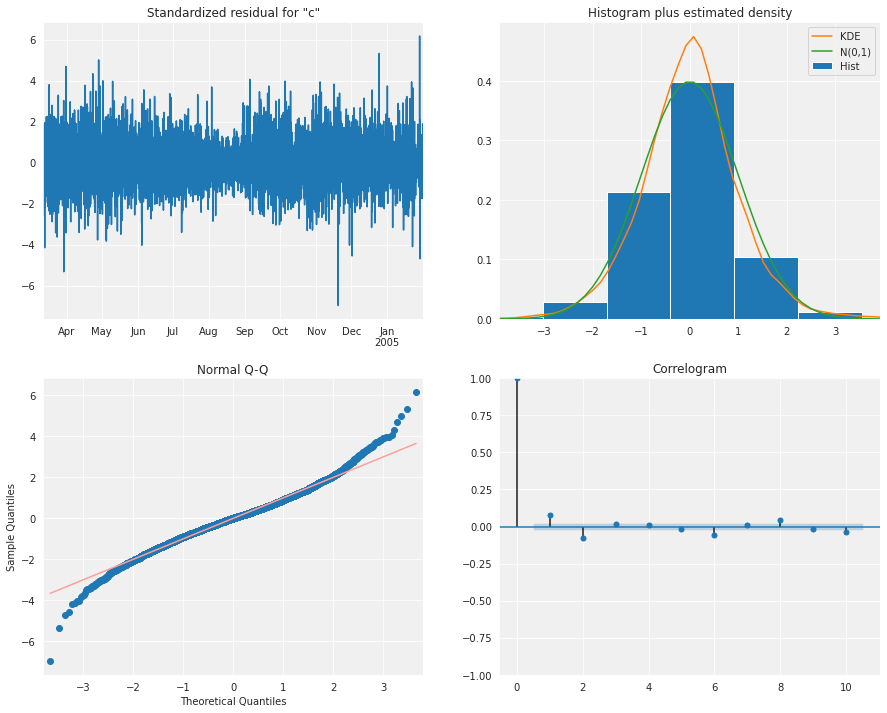 Standardized residual for "c"
6
4
2
0
−2
−4
−6
Apr May Jun Jul Aug Sep Oct Nov Dec Jan
2005
Histogram plus estimated density
KDE
N(0,1)
Hist
0.4
0.3
0.2
0.1
0.0
−3 −2 −1 0 1 2 3
Normal Q-Q
Sample Quantiles
6
4
2
0
−2
−4
−6
−3 −2 −1 0 1 2 3
Theoretical Quantiles
Correlogram
1.00
0.75
0.50
0.25
0.00
−0.25
−0.50
−0.75
−1.00
0 2 4 6 8 10